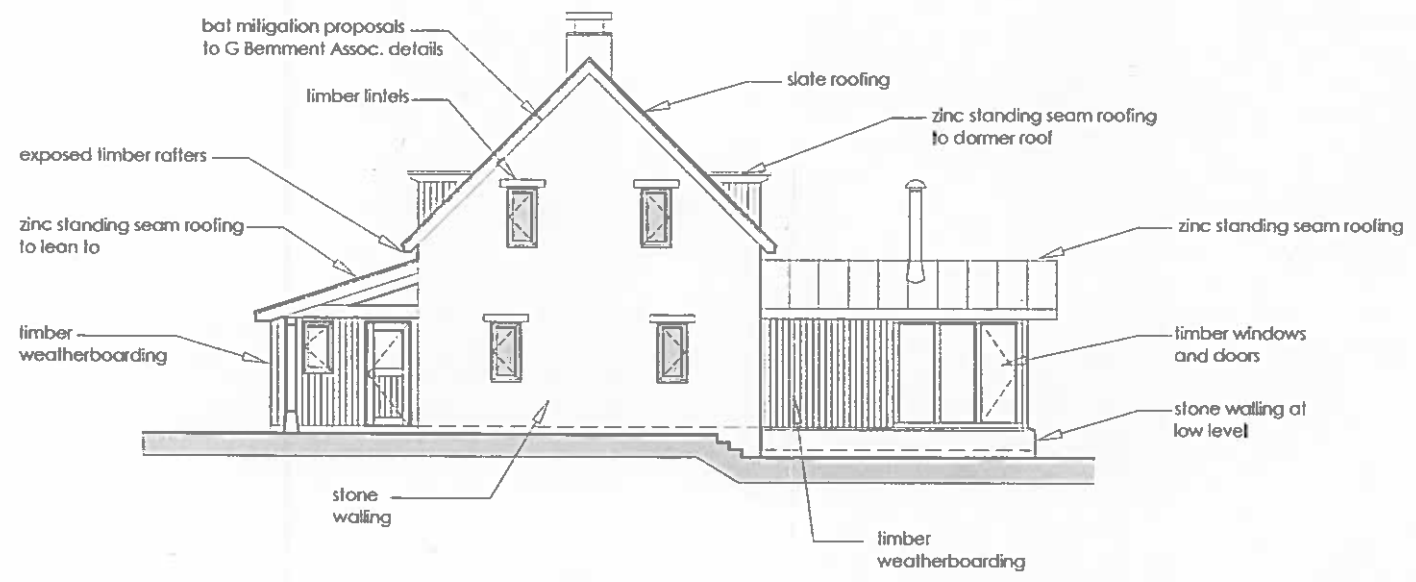 bat mitigation proposals
to G Bemment Assoc. details
timber lintels
exposed timber rafters
zinc standing seam roofing
to lean to
timber
weatherboarding
stone
walling
slate roofing
zinc standing seam roofing
to dormer roof
zinc standing seam roofing
timber windows
and doors
stone walling at
low level
timber
weatherboarding